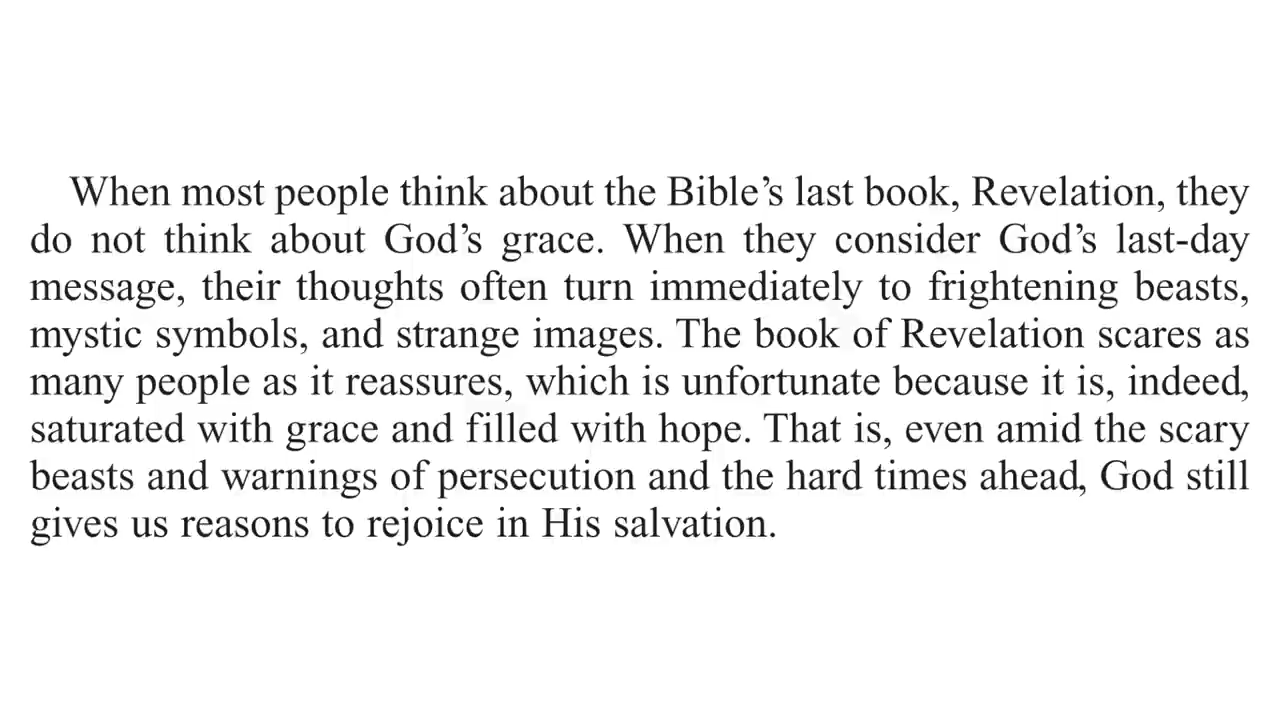 When most people think about the Bible’s last book, Revelation, they
do not think about God’s grace. When they consider God’s last-day
message, their thoughts often turn immediately to frightening beasts,
mystic symbols, and strange images. The book of Revelation scares as
many people as it reassures, which is unfortunate because it is, indeed,
saturated with grace and filled with hope. That is, even amid the scary
beasts and warnings of persecution and the hard times ahead, God still
gives us reasons to rejoice in His salvation.